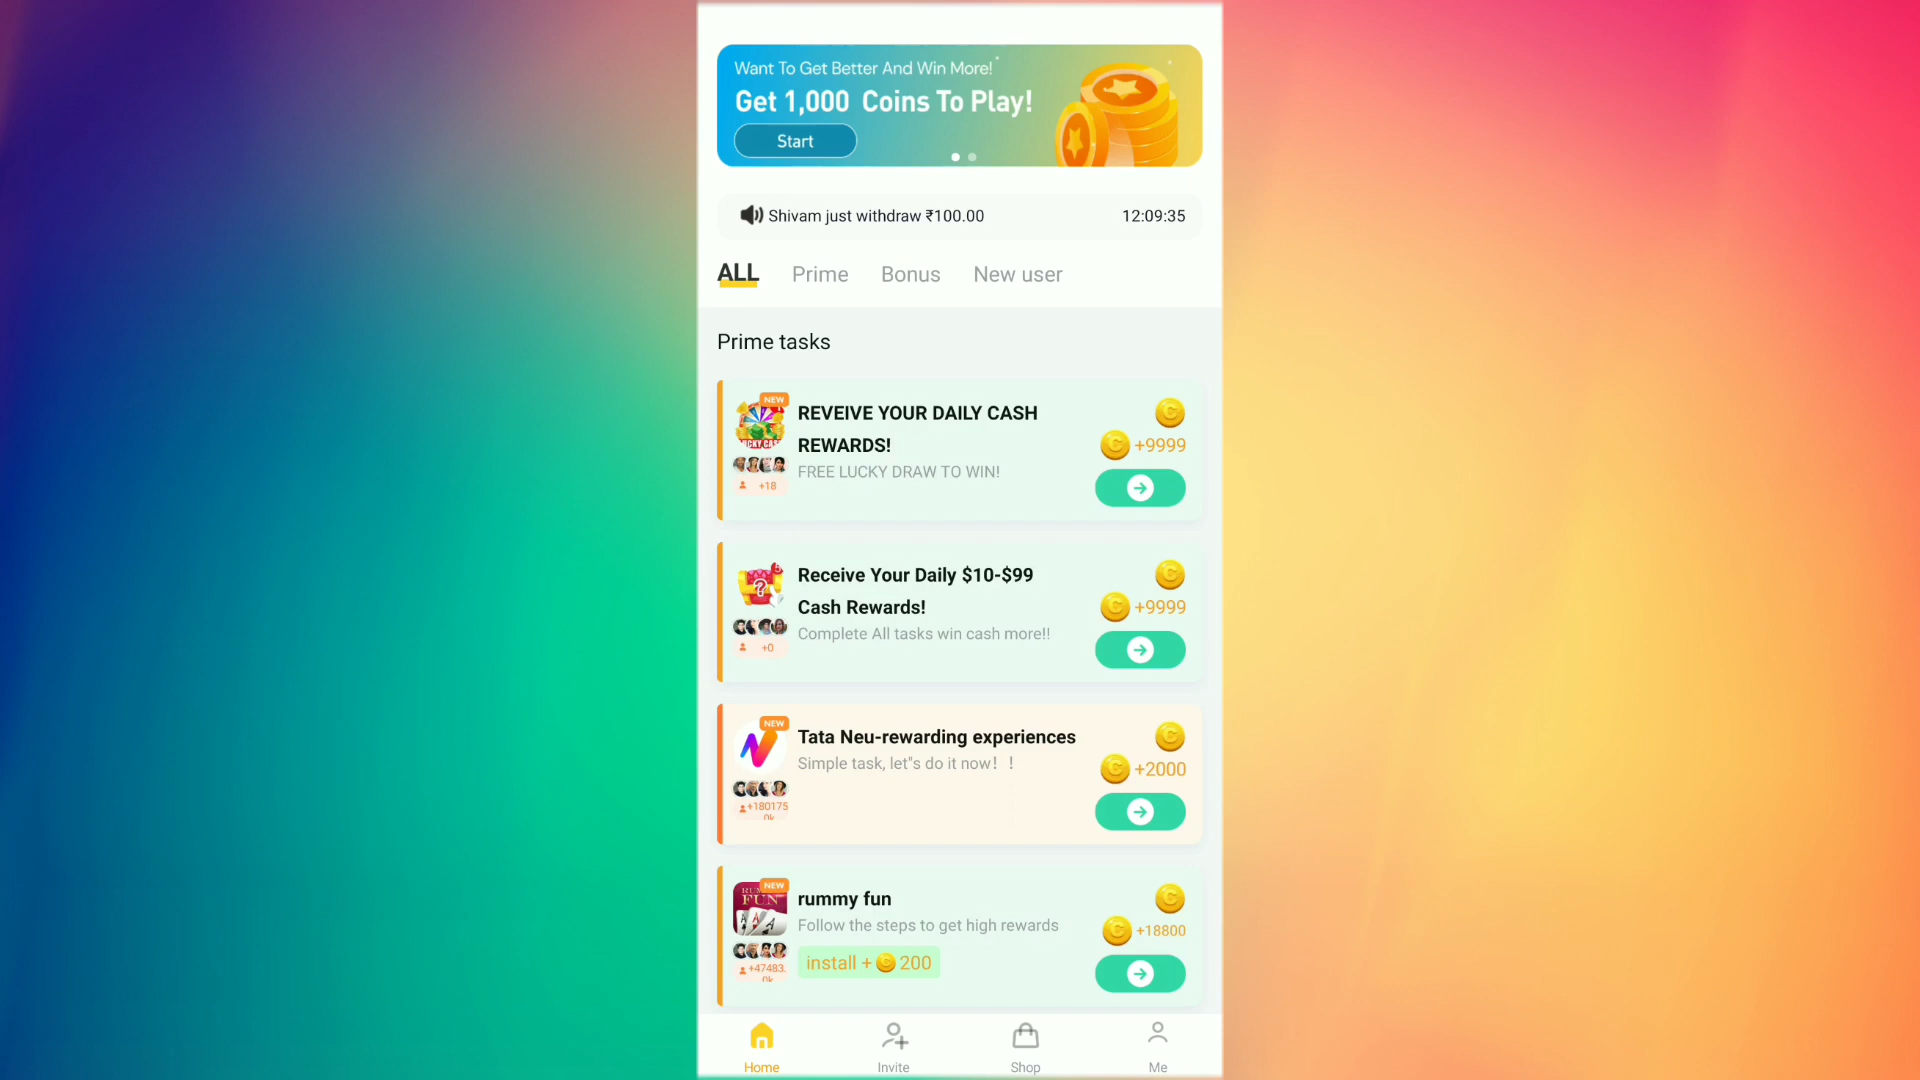 Want To Get Better And Win More!
Get 1,000 Coins To Play!
Start
Shivam just withdraw ₹100.00 12:09:35
ALL Prime Bonus New user
Prime tasks
NEW
REVEIVE YOUR DAILY CASH
REWARDS!
+9999
FREE LUCKY DRAW TO WIN!
+18
Receive Your Daily $10-$99
Cash Rewards!
+9999
Complete All tasks win cash more!!
+0
NEW
Tata Neu-rewarding experiences
Simple task, let"s do it now！！
+2000
+180175
0k
NEW
FUN
rummy fun
Follow the steps to get high rewards
+18800
install + 200
+47483.
0k
Home Invite Shop Me